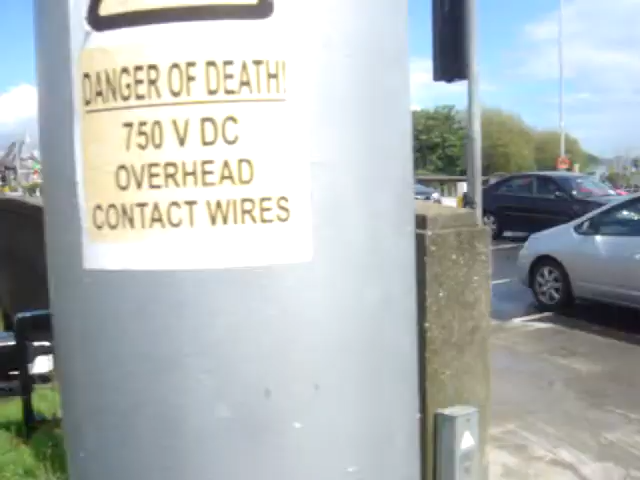 DANGER OF DEATH!
750 V DC
OVERHEAD
CONTACT WIRES